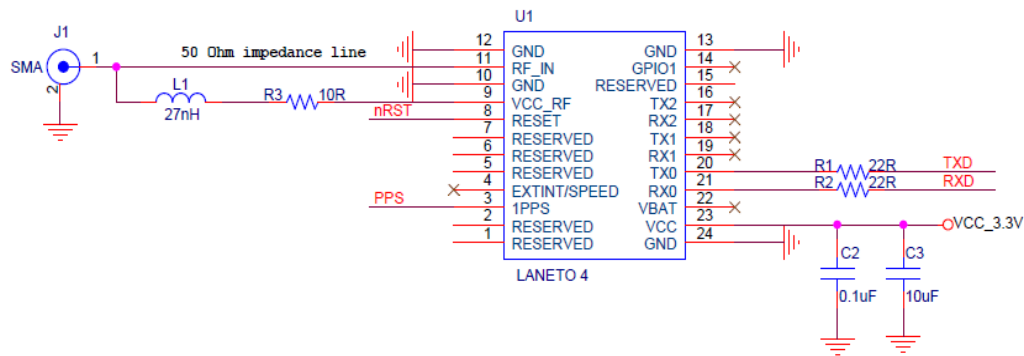 U1
J1
50 Ohm impedance line
SMA
1
2
L1
27nH
R3
10R
nRST
PPS
12 GND GND 13
11 RF_IN GPIO1 14
10 GND RESERVED 15
9 VCC_RF TX2 16
8 RESET RX2 17
7 RESERVED TX1 18
6 RESERVED RX1 19
5 RESERVED TX0 20
4 EXTINT/SPEED RX0 21
3 1PPS VBAT 22
2 RESERVED VCC 23
1 RESERVED GND 24
LANETO 4
R1 22R TXD
R2 22R RXD
VCC_3.3V
C2 C3
0.1uF 10uF